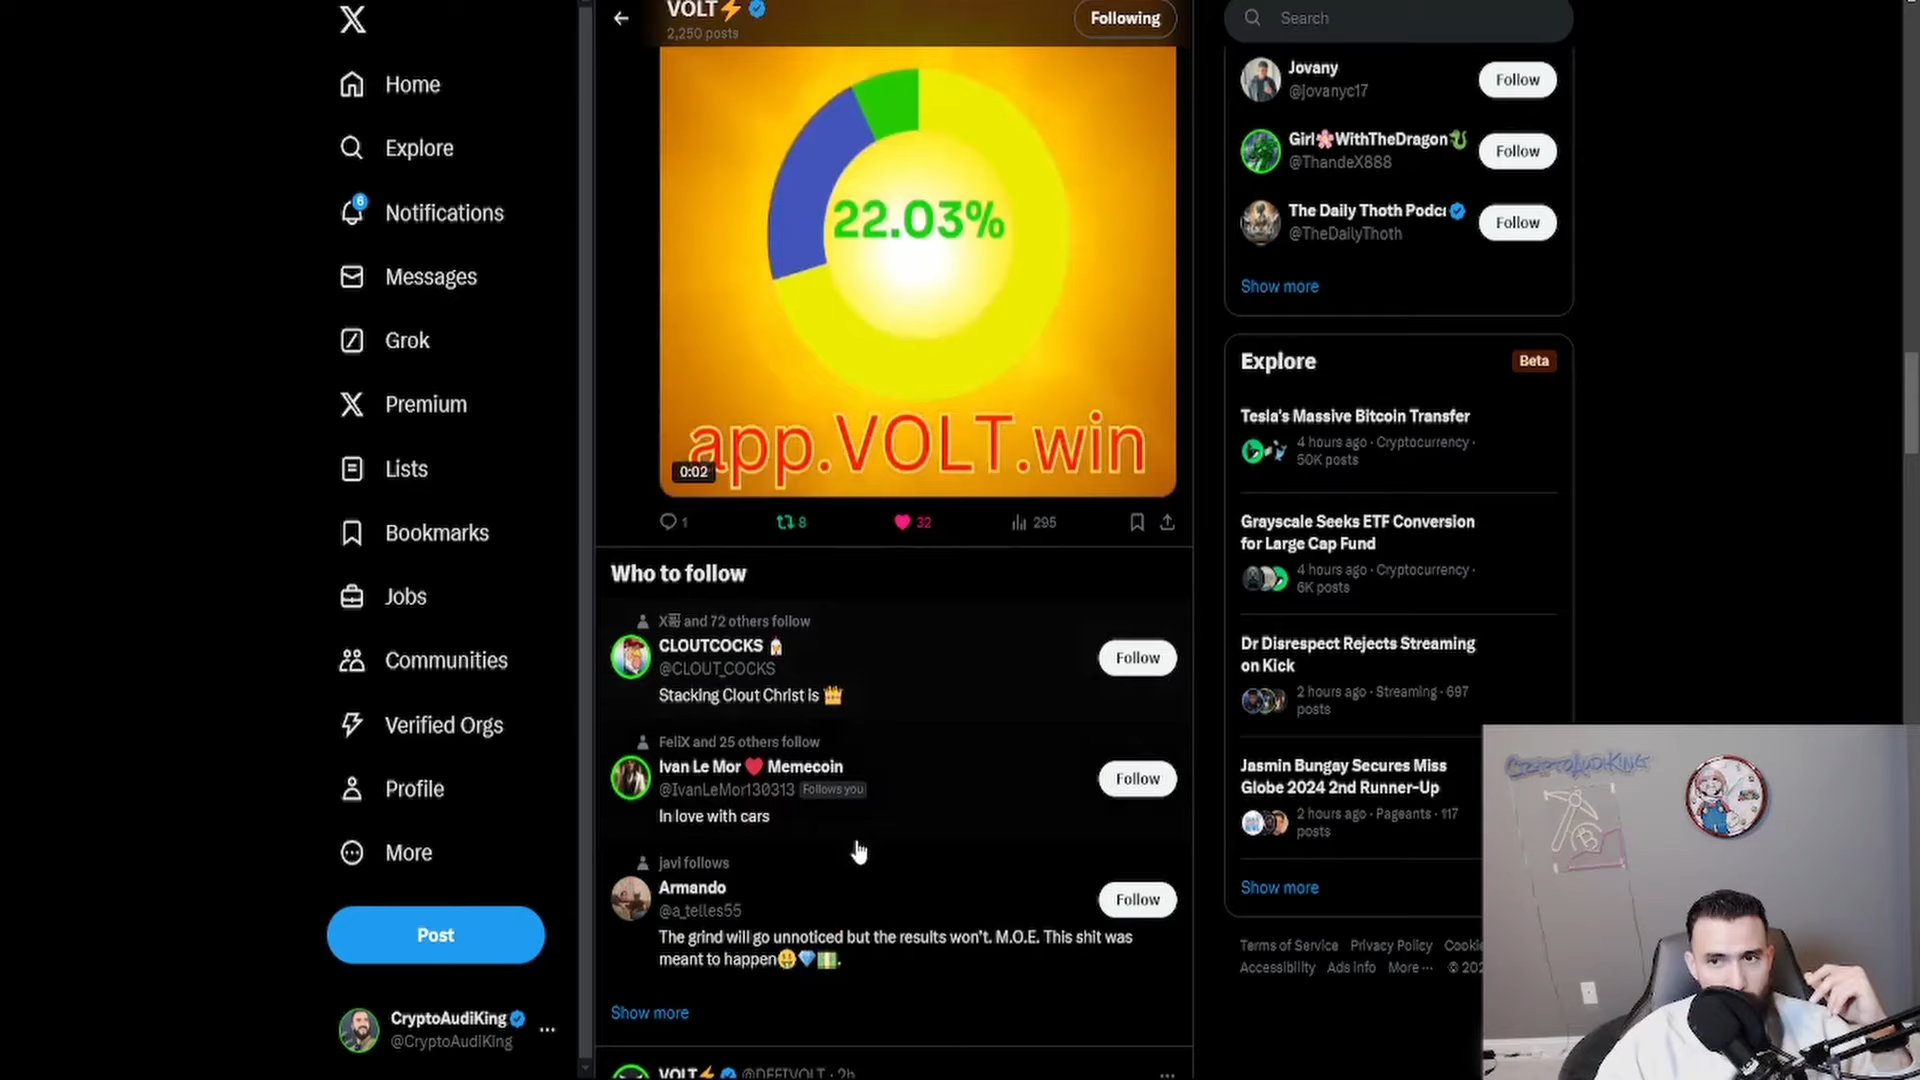 Home
Explore
Notifications
6
Messages
Grok
Premium
Lists
Bookmarks
Jobs
Communities
Verified Orgs
Profile
More
Post
CryptoAudiKing
@CryptoAudiKing
VOLT⚡
2,250 posts
Following
22.03%
app.VOLT.win
0:02
1
8
32
295
Who to follow
X哥 and 72 others follow
CLOUTCOCKS
@CLOUT_COCKS
Follow
Stacking Clout Christ is 👑
FeliX and 25 others follow
Ivan Le Mor ❤️ Memecoin
@IvanLeMor130313 Follows you
Follow
In love with cars
javi follows
Armando
@a_telles55
Follow
The grind will go unnoticed but the results won't. M.O.E. This shit was
meant to happen🤑💎💵.
Show more
VOLT⚡ @DEFIVOLT · 2h
Search
Jovany
@jovanyc17
Follow
Girl🌸WithTheDragon🐉
@ThandeX888
Follow
The Daily Thoth Podc
@TheDailyThoth
Follow
Show more
Explore
Beta
Tesla's Massive Bitcoin Transfer
4 hours ago · Cryptocurrency ·
50K posts
Grayscale Seeks ETF Conversion
for Large Cap Fund
4 hours ago · Cryptocurrency ·
6K posts
Dr Disrespect Rejects Streaming
on Kick
2 hours ago · Streaming · 697
posts
Jasmin Bungay Secures Miss
Globe 2024 2nd Runner-Up
2 hours ago · Pageants · 117
posts
Show more
Terms of Service Privacy Policy Cookie
Accessibility Ads info More ··· © 202
CRYPTOAUDIKING